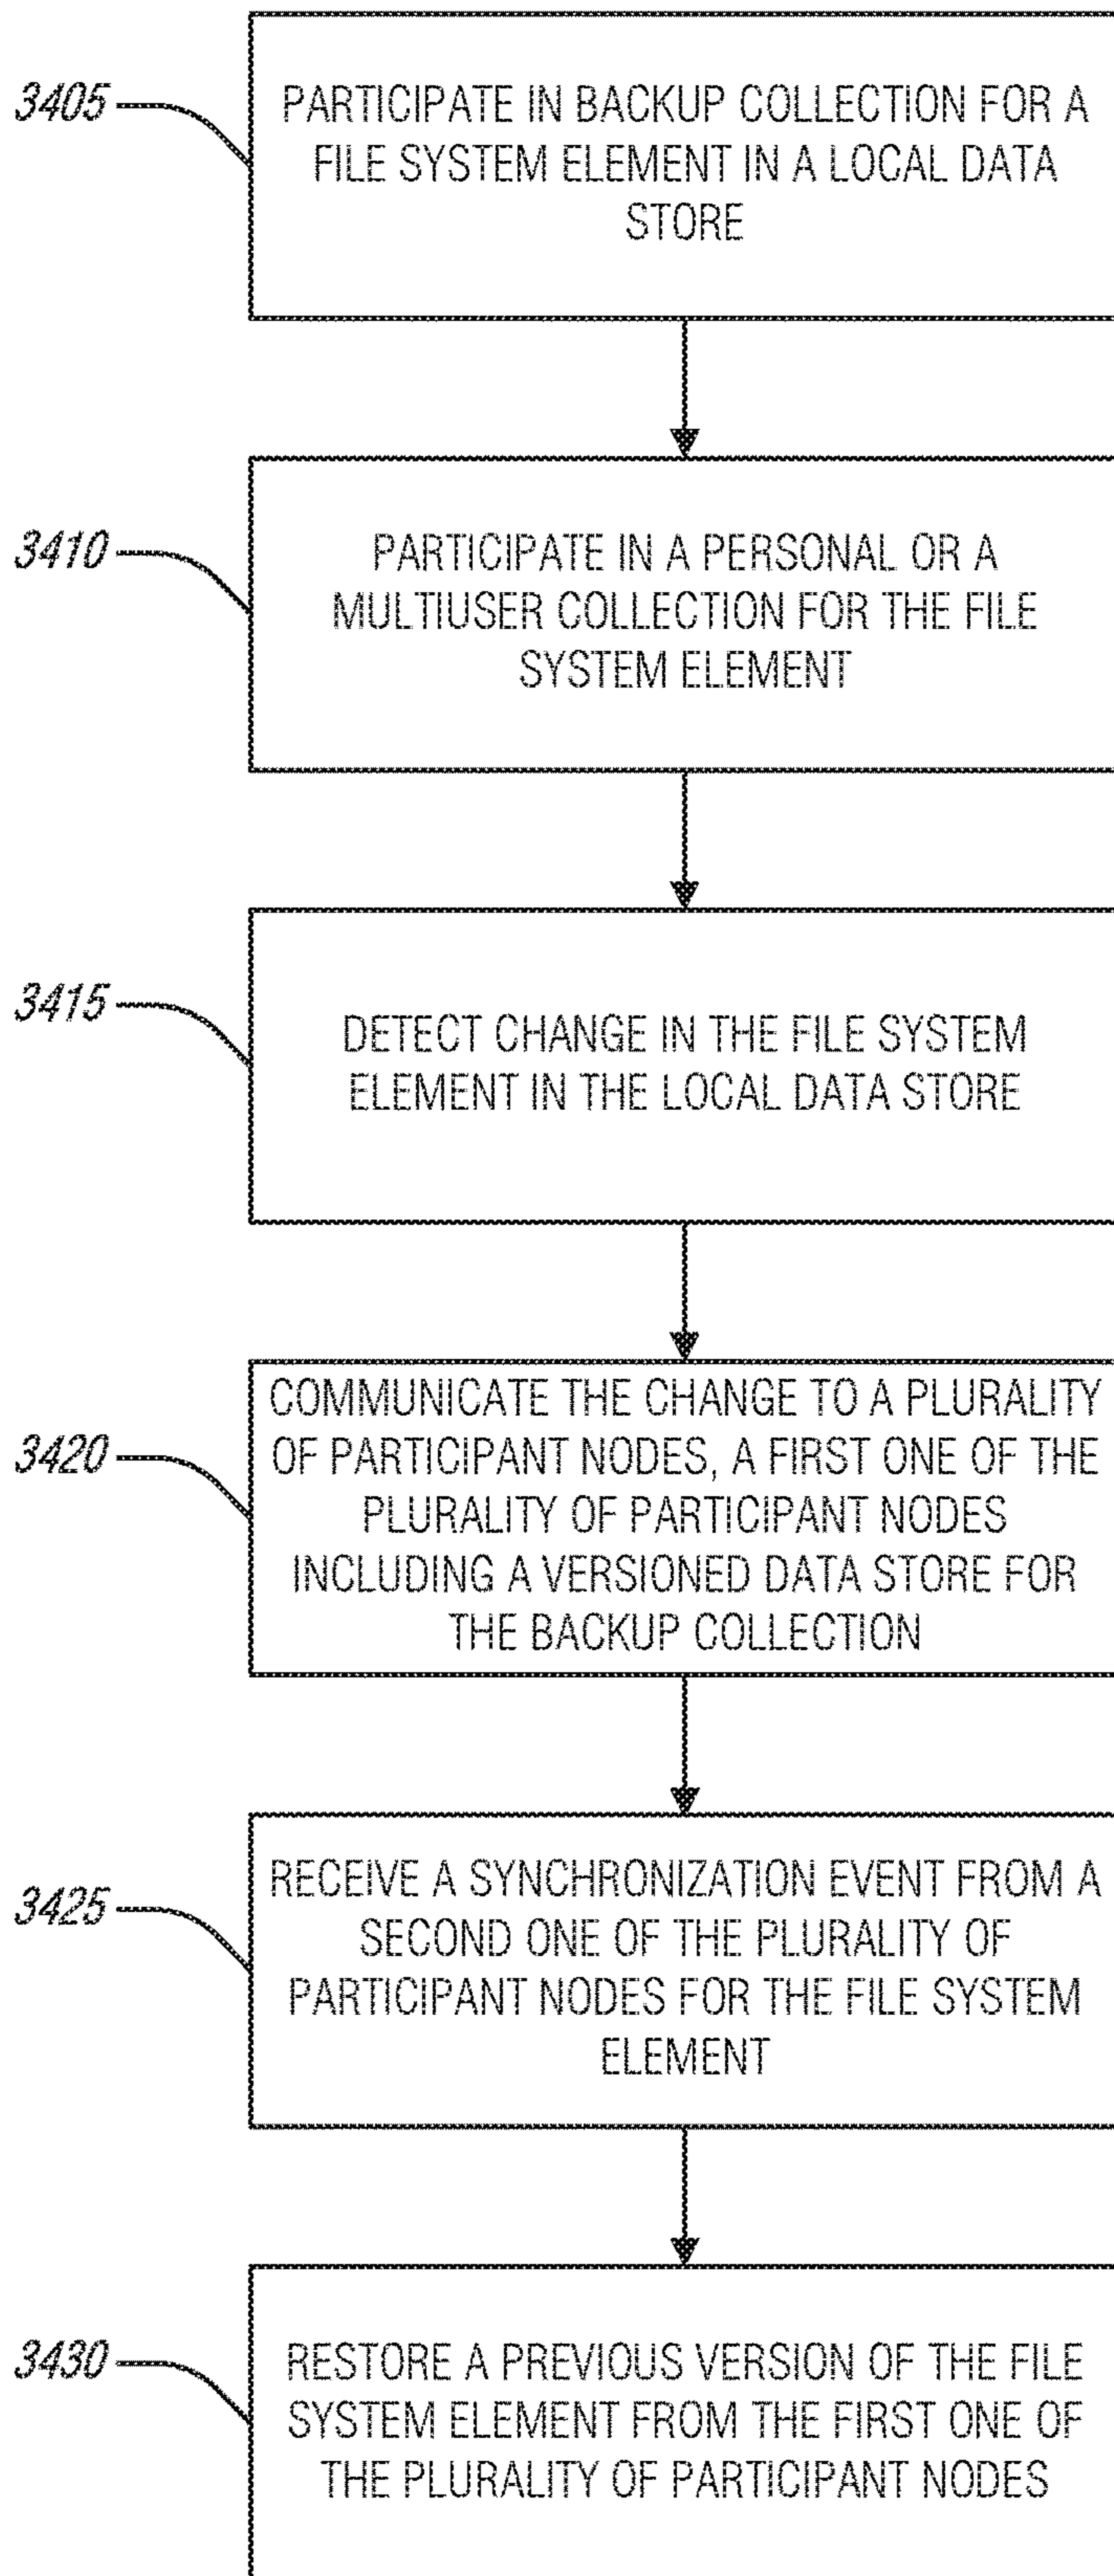 3405
PARTICIPATE IN BACKUP COLLECTION FOR A
FILE SYSTEM ELEMENT IN A LOCAL DATA
STORE
3410
PARTICIPATE IN A PERSONAL OR A
MULTIUSER COLLECTION FOR THE FILE
SYSTEM ELEMENT
3415
DETECT CHANGE IN THE FILE SYSTEM
ELEMENT IN THE LOCAL DATA STORE
3420
COMMUNICATE THE CHANGE TO A PLURALITY
OF PARTICIPANT NODES, A FIRST ONE OF THE
PLURALITY OF PARTICIPANT NODES
INCLUDING A VERSIONED DATA STORE FOR
THE BACKUP COLLECTION
3425
RECEIVE A SYNCHRONIZATION EVENT FROM A
SECOND ONE OF THE PLURALITY OF
PARTICIPANT NODES FOR THE FILE SYSTEM
ELEMENT
3430
RESTORE A PREVIOUS VERSION OF THE FILE
SYSTEM ELEMENT FROM THE FIRST ONE OF
THE PLURALITY OF PARTICIPANT NODES